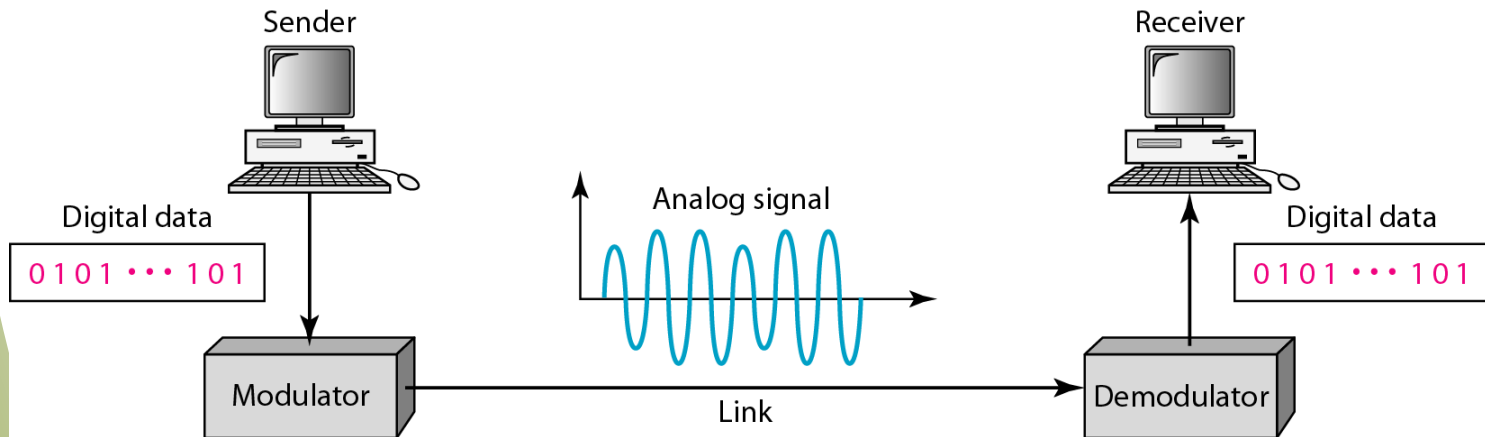 Sender
Receiver
Analog signal
Digital data
Digital data
0101 ••• 101
0101 ••• 101
Modulator
Link
Demodulator